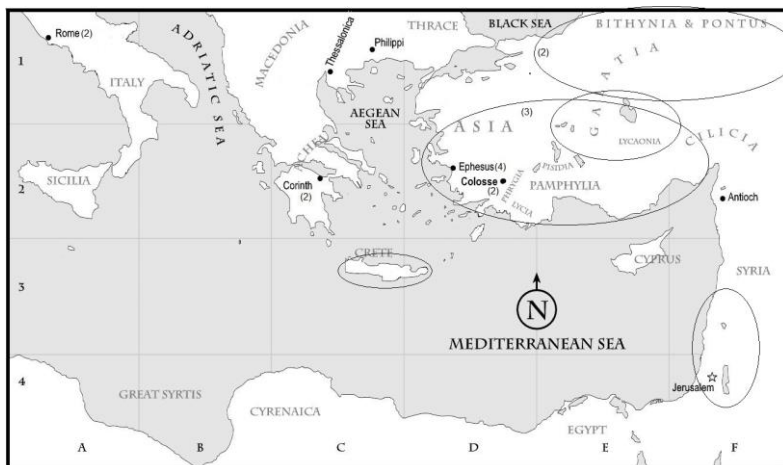 THRACE
BLACK SEA
BITHYNIA & PONTUS
Rome (2)
ADRIATIC SEA
MACEDONIA
Thessalonica
Philippi
(2)
1
ITALY
AEGEAN
SEA
ASIA
(3)
LYCAONIA
CILICIA
SICILIA
Corinth
(2)
Ephesus (4)
Colosse
(2)
PHRYGIA
PISIDIA
LYCIA
PAMPHYLIA
Antioch
2
CRETE
CYPRUS
SYRIA
3
N
MEDITERRANEAN SEA
4
GREAT SYRTIS
CYRENAICA
EGYPT
Jerusalem
A
B
C
D
E
F